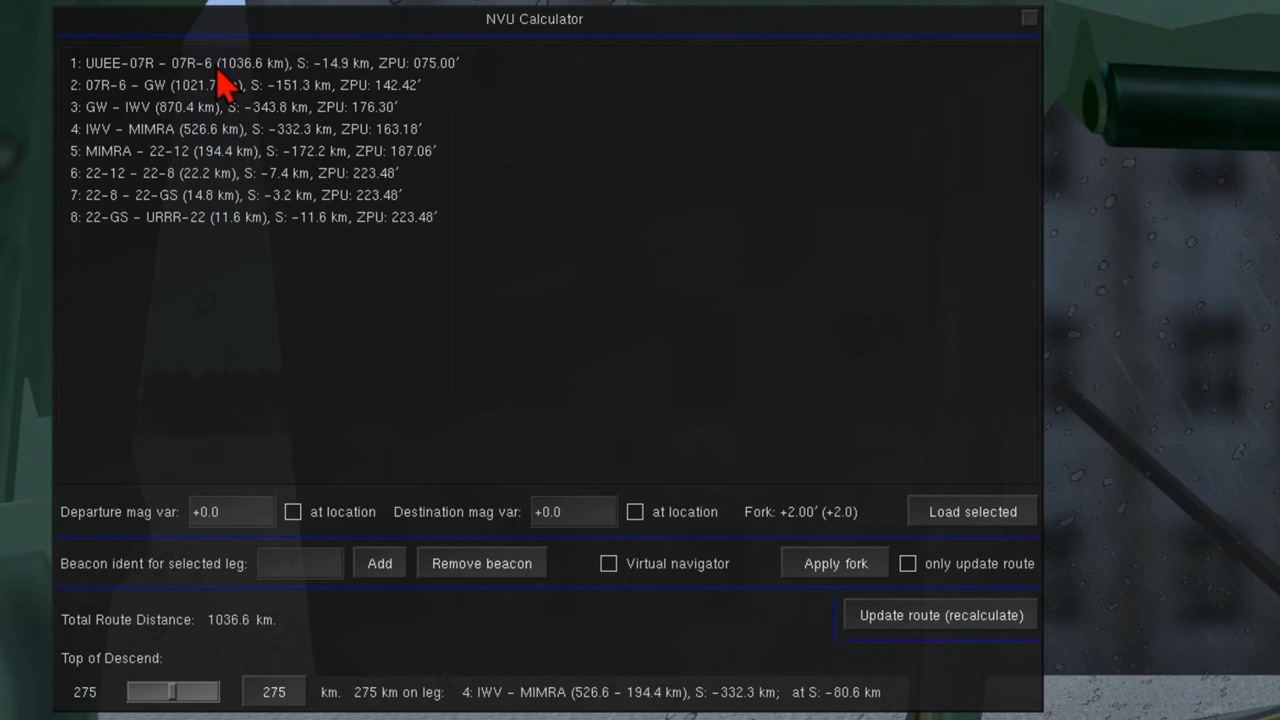 NVU Calculator
1: UUEE-07R - 07R-6 (1036.6 km), S: -14.9 km, ZPU: 075.00'
2: 07R-6 - GW (1021.7 km), S: -151.3 km, ZPU: 142.42'
3: GW - IWV (870.4 km), S: -343.8 km, ZPU: 176.30'
4: IWV - MIMRA (526.6 km), S: -332.3 km, ZPU: 163.18'
5: MIMRA - 22-12 (194.4 km), S: -172.2 km, ZPU: 187.06'
6: 22-12 - 22-8 (22.2 km), S: -7.4 km, ZPU: 223.48'
7: 22-8 - 22-GS (14.8 km), S: -3.2 km, ZPU: 223.48'
8: 22-GS - URRR-22 (11.6 km), S: -11.6 km, ZPU: 223.48'
Departure mag var: +0.0 at location Destination mag var: +0.0 at location Fork: +2.00' (+2.0) Load selected
Beacon ident for selected leg: Add Remove beacon Virtual navigator Apply fork only update route
Total Route Distance: 1036.6 km. Update route (recalculate)
Top of Descend:
275 275 km. 275 km on leg: 4: IWV - MIMRA (526.6 - 194.4 km), S: -332.3 km; at S: -80.6 km